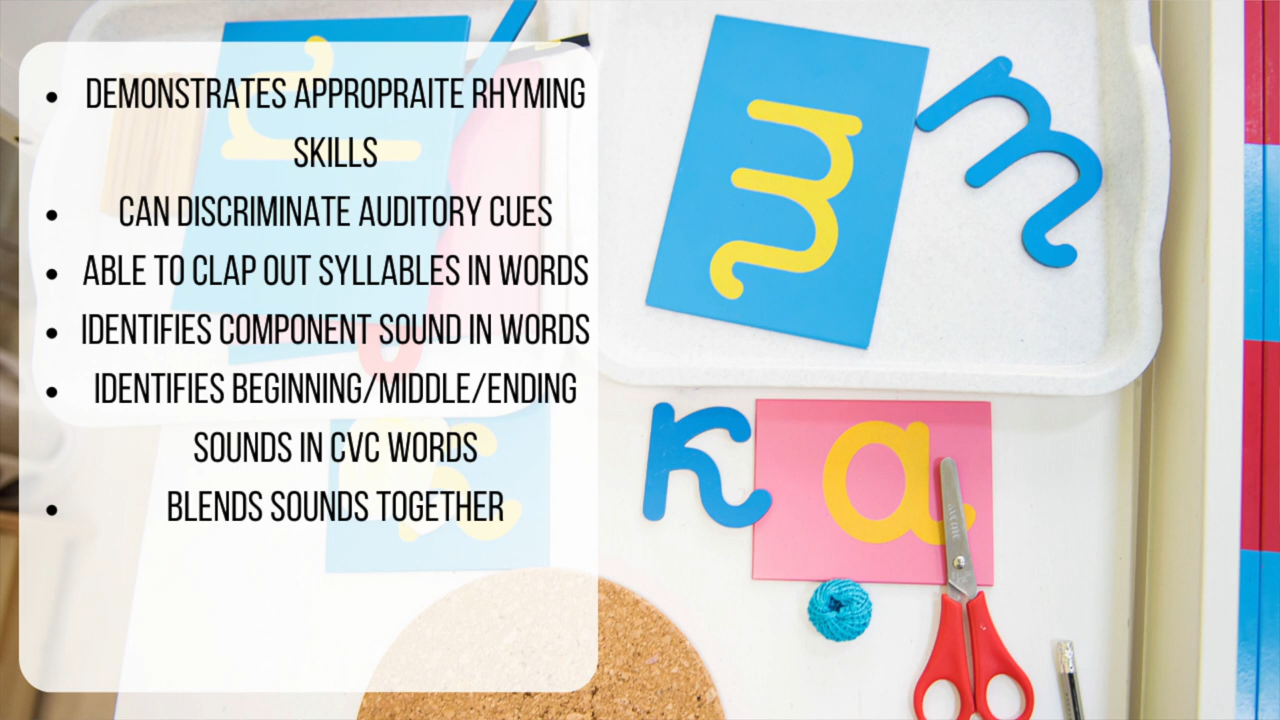 • DEMONSTRATES APPROPRAITE RHYMING
SKILLS
• CAN DISCRIMINATE AUDITORY CUES
• ABLE TO CLAP OUT SYLLABLES IN WORDS
• IDENTIFIES COMPONENT SOUND IN WORDS
• IDENTIFIES BEGINNING/MIDDLE/ENDING
SOUNDS IN CVC WORDS
• BLENDS SOUNDS TOGETHER
m
m
r
a